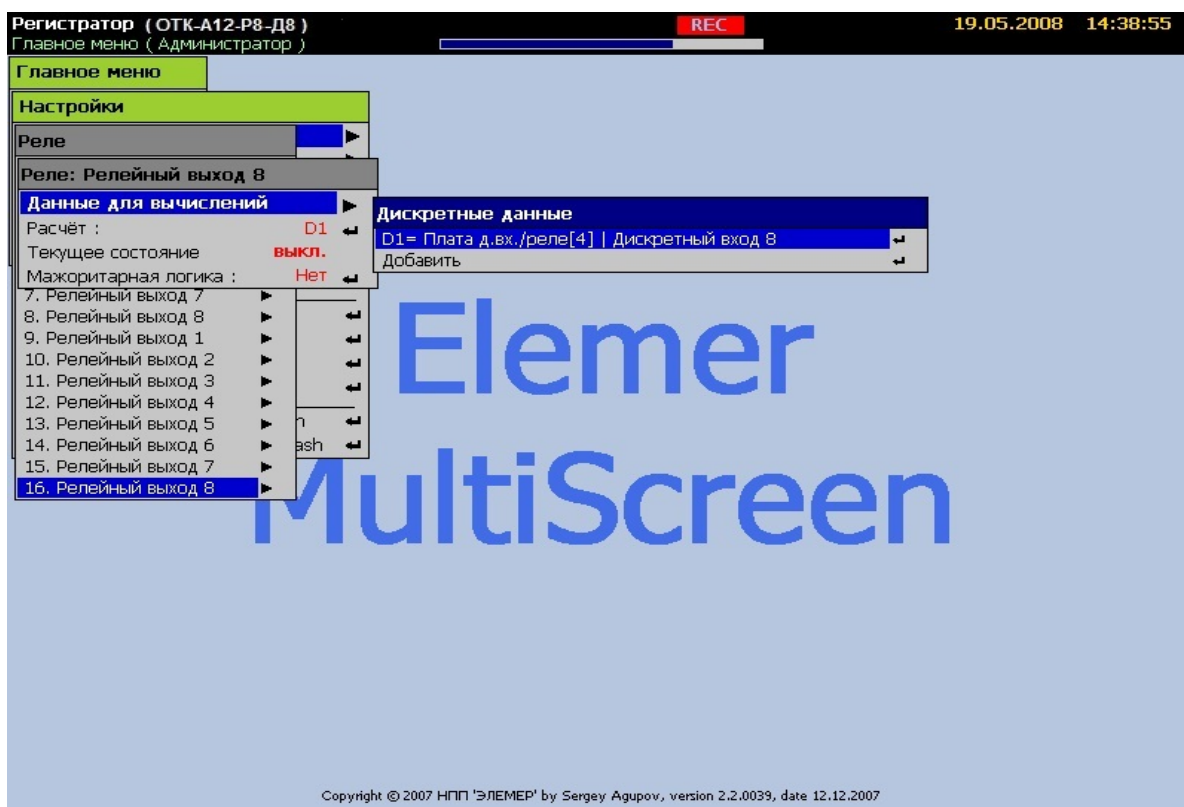 Регистратор ( ОТК-А12-Р8-Д8 )
REC
19.05.2008 14:38:55
Главное меню ( Администратор )
Главное меню
Настройки
Реле
Реле: Релейный выход 8
Данные для вычислений
Расчёт : D1
Текущее состояние выкл.
Мажоритарная логика : Нет
Дискретные данные
D1= Плата д.вх./реле[4] | Дискретный вход 8
Добавить
7. Релейный выход 7
8. Релейный выход 8
9. Релейный выход 1
10. Релейный выход 2
11. Релейный выход 3
12. Релейный выход 4
13. Релейный выход 5
14. Релейный выход 6
ash
15. Релейный выход 7
16. Релейный выход 8
Elemer
MultiScreen
Copyright © 2007 НПП 'ЭЛЕМЕР' by Sergey Agupov, version 2.2.0039, date 12.12.2007